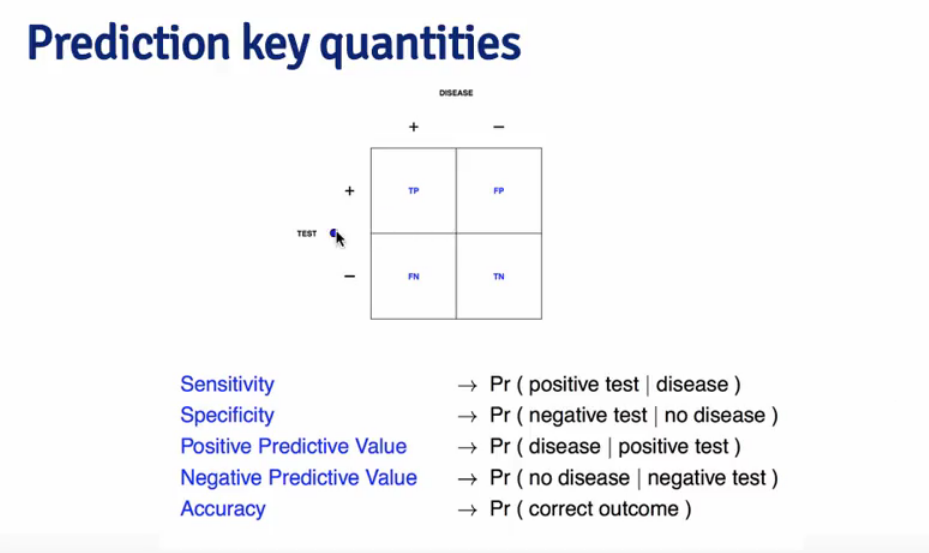 Prediction key quantities
DISEASE
+ −
+ TP FP
TEST
− FN TN
Sensitivity → Pr ( positive test | disease )
Specificity → Pr ( negative test | no disease )
Positive Predictive Value → Pr ( disease | positive test )
Negative Predictive Value → Pr ( no disease | negative test )
Accuracy → Pr ( correct outcome )